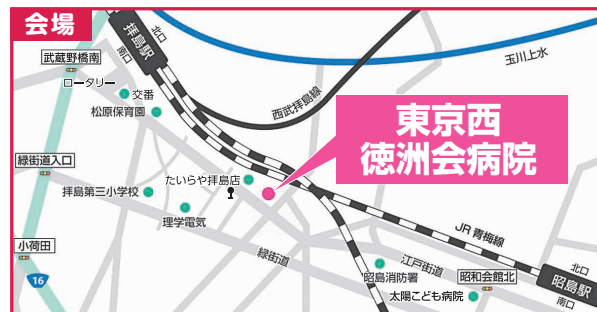 会場
拝島駅
北口
南口
武蔵野橋南
ロータリー
交番
松原保育園
西武拝島線
玉川上水
東京西
徳洲会病院
緑街道入口
たいらや拝島店
拝島第三小学校
理学電気
緑街道
小荷田
16
JR青梅線
江戸街道
昭島消防署
昭和会館北
太陽こども病院
北口
昭島駅
南口